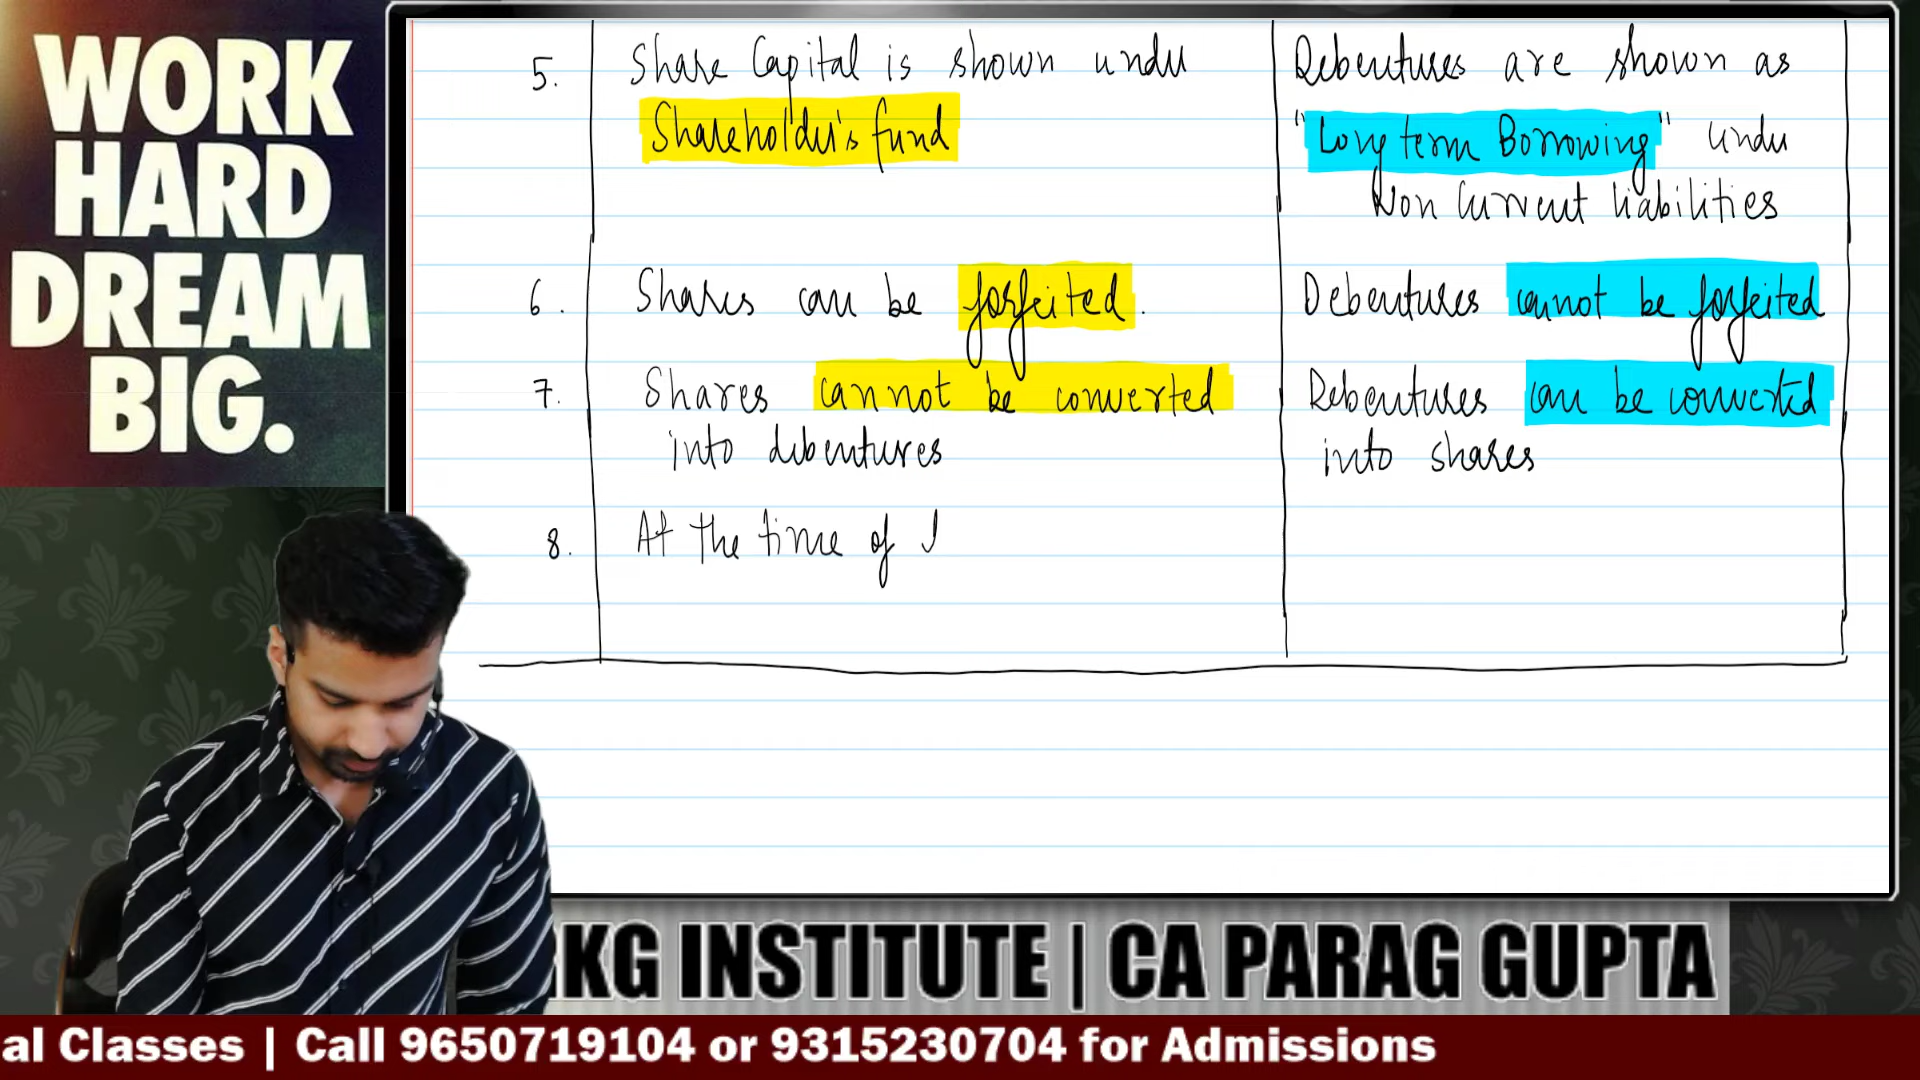 WORK
HARD
DREAM
BIG.
5.
Share Capital is shown under
Shareholder's fund
Debentures are shown as
"Long term Borrowing" under
Non Current liabilities
6.
Shares can be forfeited.
Debentures cannot be forfeited
7.
Shares cannot be converted
into debentures
Debentures can be converted
into shares
8.
At the time of
KG INSTITUTE | CA PARAG GUPTA
al Classes | Call 9650719104 or 9315230704 for Admissions